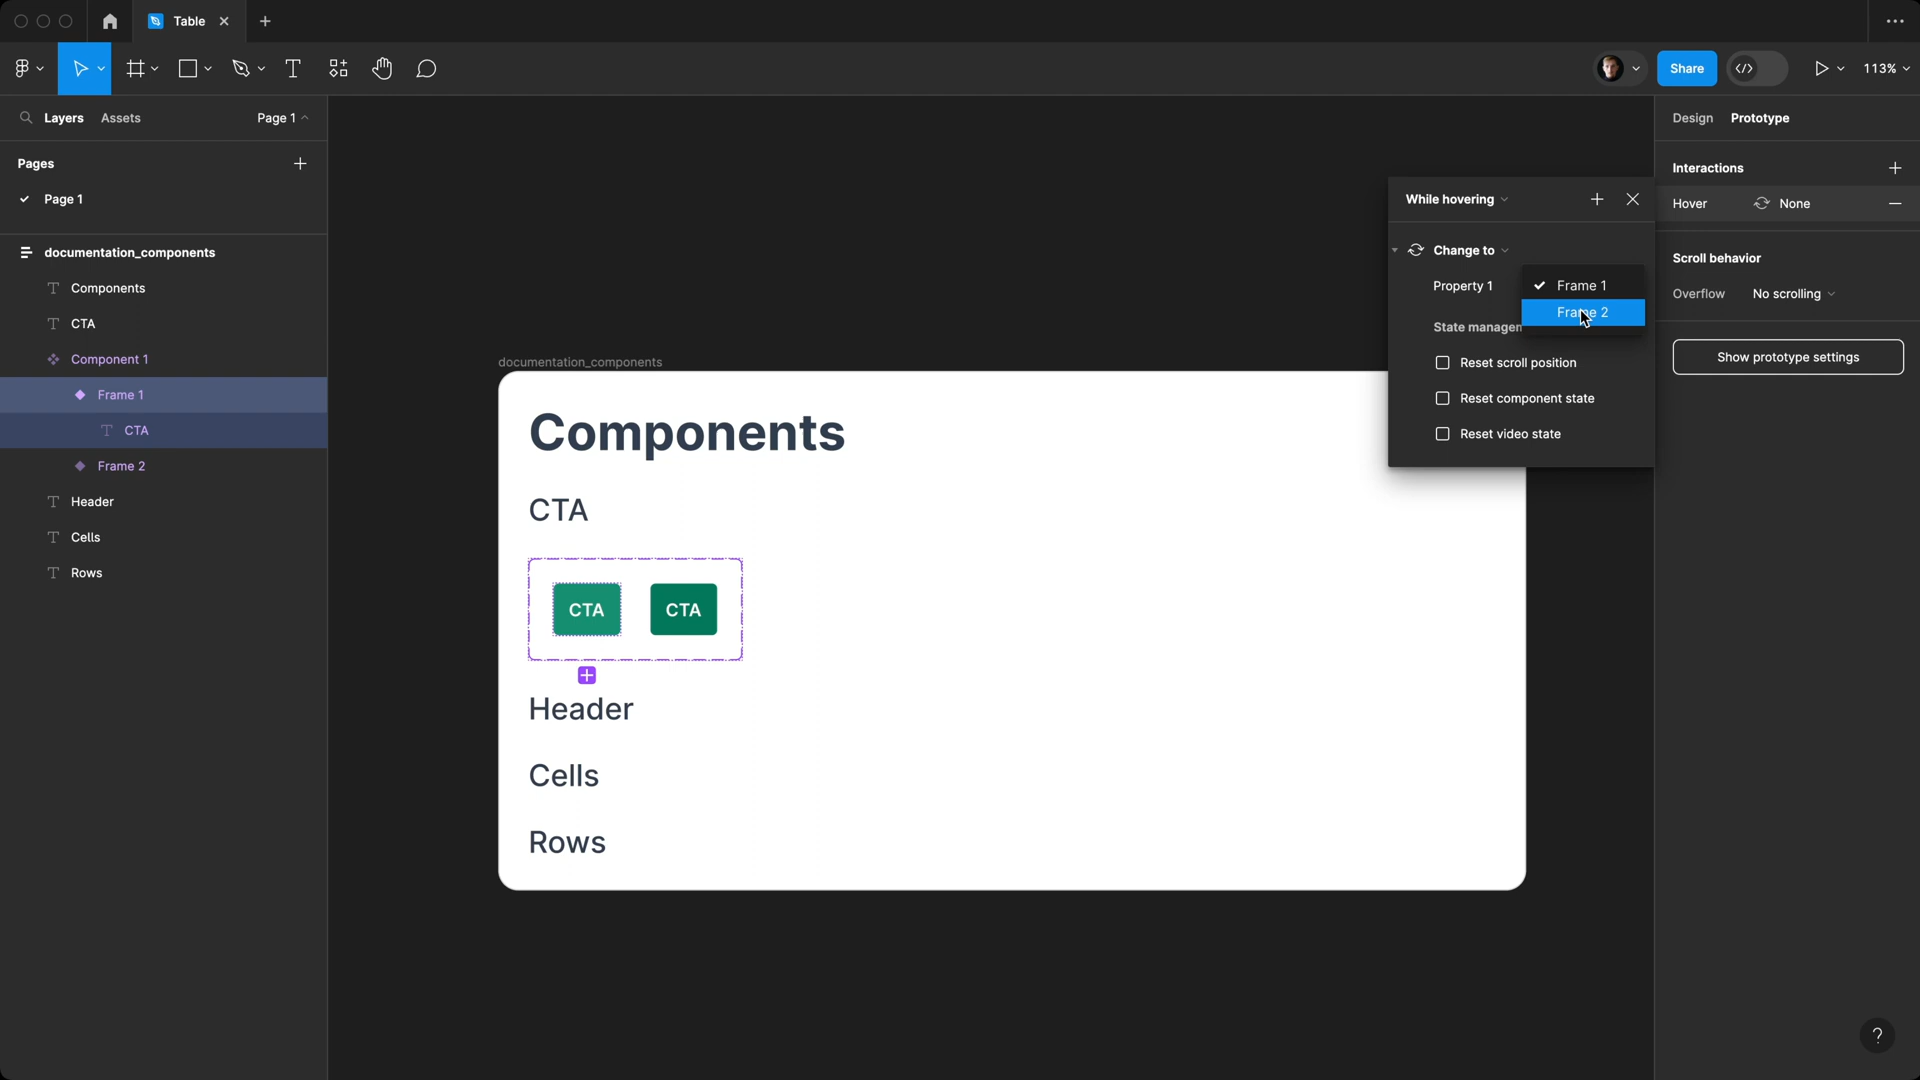 Table
Share
113%
Layers
Assets
Page 1
Pages
Page 1
documentation_components
Components
CTA
Component 1
Frame 1
CTA
Frame 2
Header
Cells
Rows
documentation_components
Components
CTA
CTA
CTA
Header
Cells
Rows
While hovering
Change to
Property 1
Frame 1
Frame 2
State managem
Reset scroll position
Reset component state
Reset video state
Design
Prototype
Interactions
Hover
None
Scroll behavior
Overflow
No scrolling
Show prototype settings
?